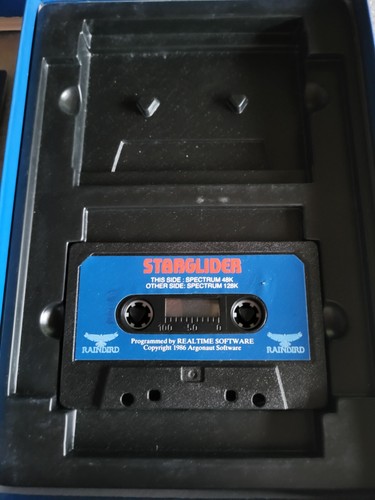 STARGLIDER
THIS SIDE : SPECTRUM 48K
OTHER SIDE: SPECTRUM 128K
100 50 0
Programmed by REALTIME SOFTWARE
Copyright 1986 Argonaut Software
RAINBIRD
RAINBIRD